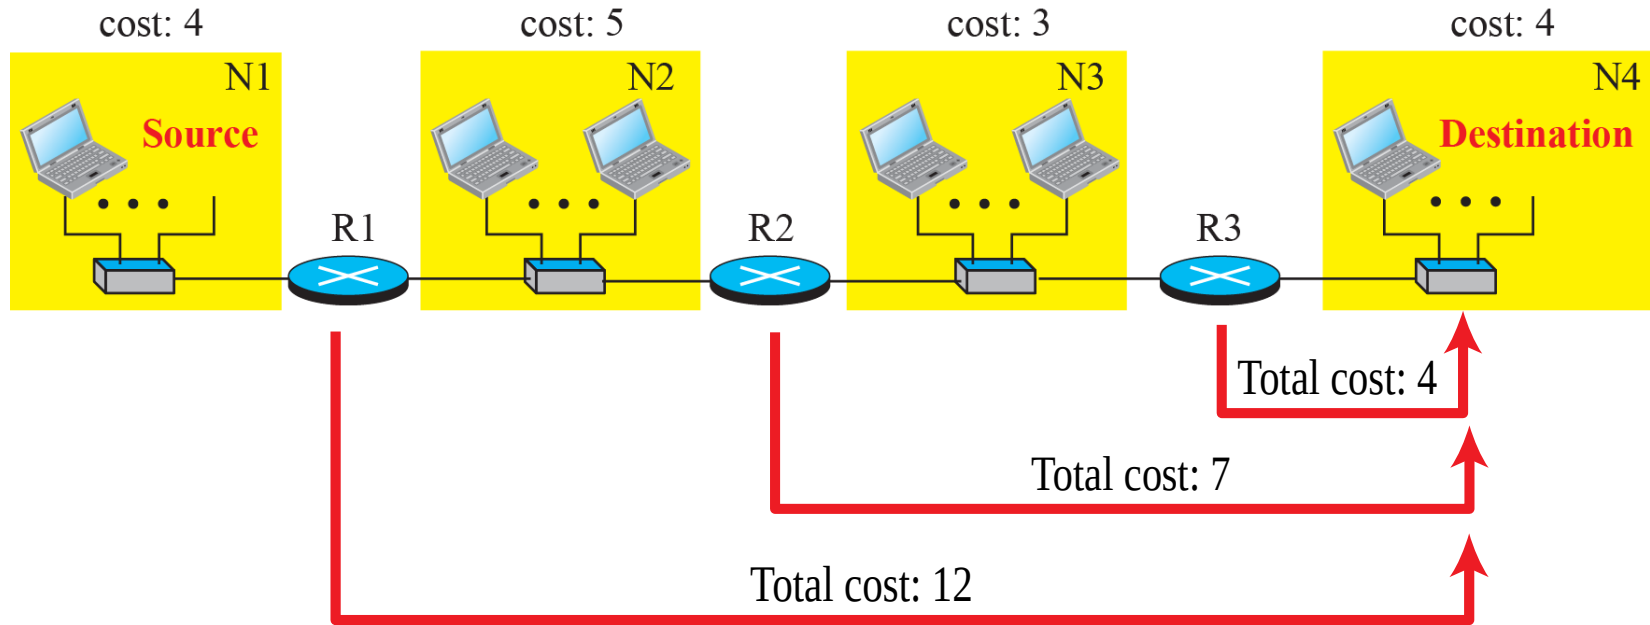 cost: 4
cost: 5
cost: 3
cost: 4
N1
N2
N3
N4
Source
Destination
R1
R2
R3
Total cost: 4
Total cost: 7
Total cost: 12